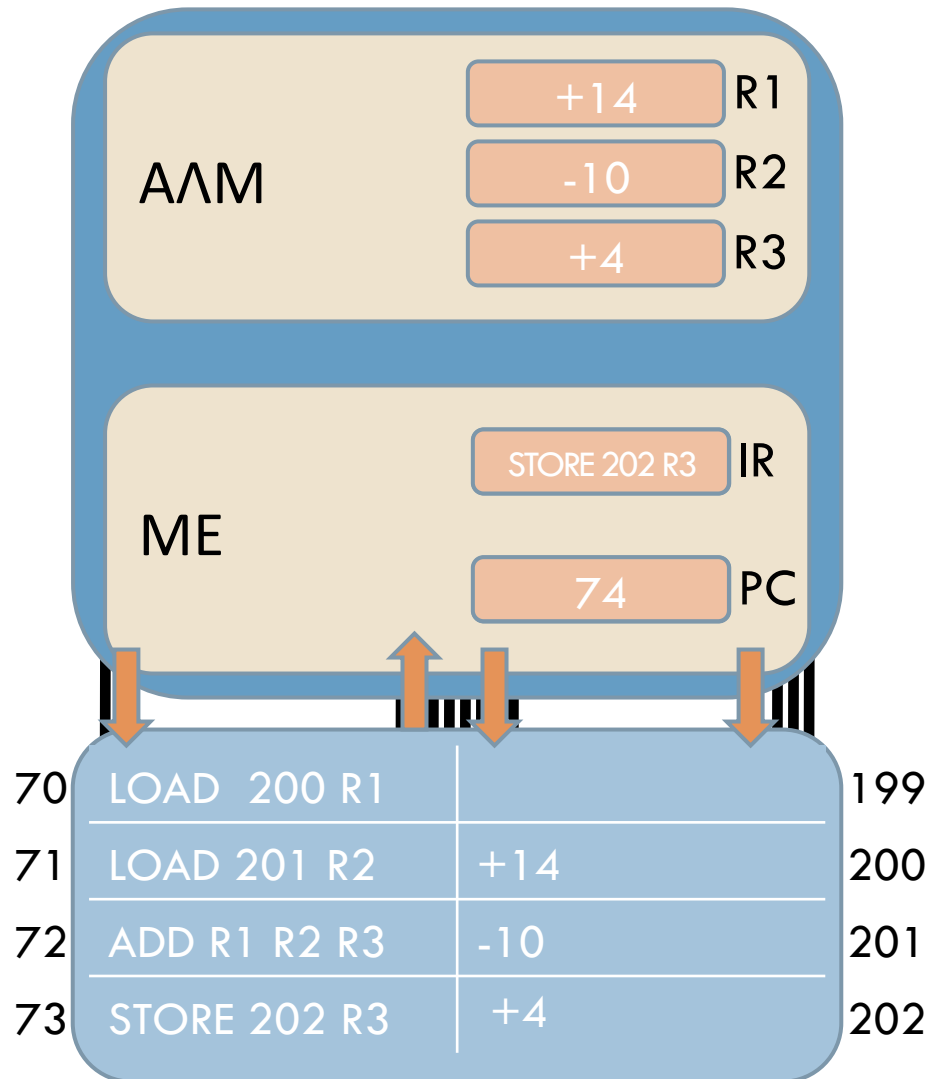 +14 R1
ΑΛΜ -10 R2
+4 R3
STORE 202 R3 IR
ΜΕ
74 PC
70 LOAD 200 R1 199
71 LOAD 201 R2 +14 200
72 ADD R1 R2 R3 -10 201
73 STORE 202 R3 +4 202